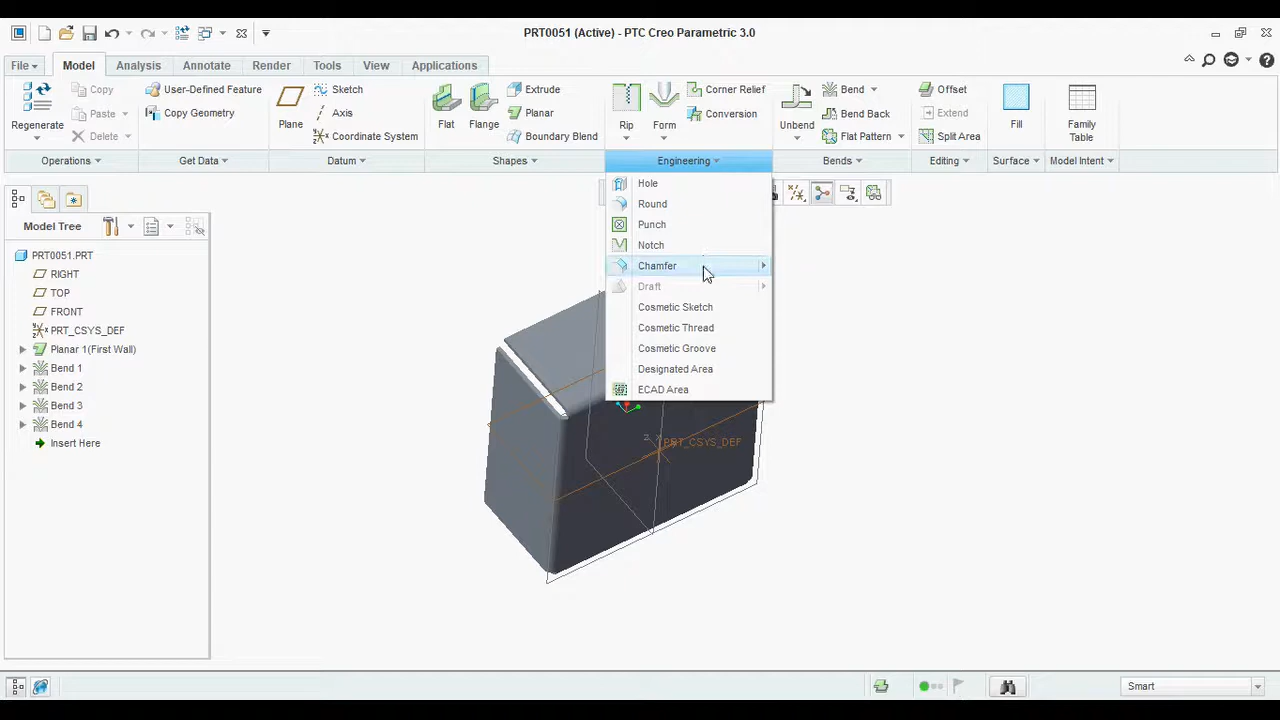 PRT0051 (Active) - PTC Creo Parametric 3.0
File Model Analysis Annotate Render Tools View Applications
Regenerate
Copy
Paste
Delete
Operations
User-Defined Feature
Copy Geometry
Get Data
Plane
Sketch
Axis
Coordinate System
Datum
Flat
Flange
Extrude
Planar
Boundary Blend
Shapes
Rip
Form
Corner Relief
Conversion
Engineering
Unbend
Bend
Bend Back
Flat Pattern
Bends
Offset
Extend
Split Area
Editing
Fill
Surface
Family
Table
Model Intent
Hole
Round
Punch
Notch
Chamfer
Draft
Cosmetic Sketch
Cosmetic Thread
Cosmetic Groove
Designated Area
ECAD Area
Model Tree
PRT0051.PRT
RIGHT
TOP
FRONT
PRT_CSYS_DEF
Planar 1(First Wall)
Bend 1
Bend 2
Bend 3
Bend 4
Insert Here
PRT_CSYS_DEF
Smart